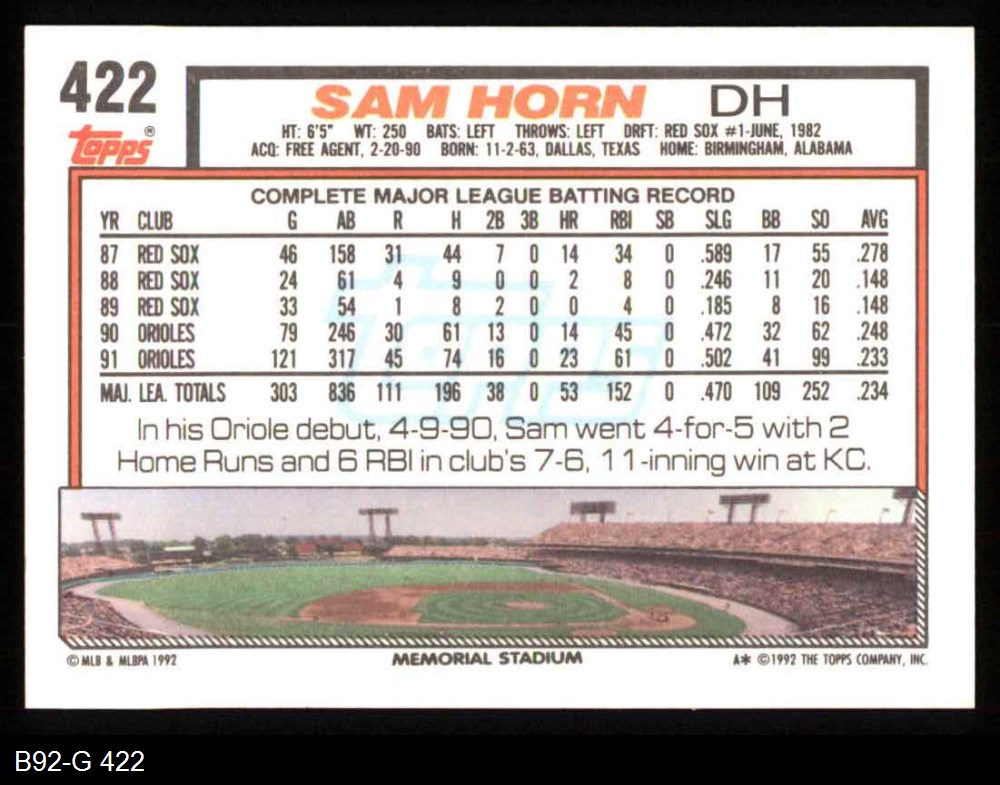 422
Topps®
SAM HORN DH
HT: 6'5" WT: 250 BATS: LEFT THROWS: LEFT DRFT: RED SOX #1-JUNE, 1982
ACQ: FREE AGENT, 2-20-90 BORN: 11-2-63, DALLAS, TEXAS HOME: BIRMINGHAM, ALABAMA
COMPLETE MAJOR LEAGUE BATTING RECORD
YR CLUB G AB R H 2B 3B HR RBI SB SLG BB SO AVG
87 RED SOX 46 158 31 44 7 0 14 34 0 .589 17 55 .278
88 RED SOX 24 61 4 9 0 0 2 8 0 .246 11 20 .148
89 RED SOX 33 54 1 8 2 0 0 4 0 .185 8 16 .148
90 ORIOLES 79 246 30 61 13 0 14 45 0 .472 32 62 .248
91 ORIOLES 121 317 45 74 16 0 23 61 0 .502 41 99 .233
MAJ. LEA. TOTALS 303 836 111 196 38 0 53 152 0 .470 109 252 .234
topps
In his Oriole debut, 4-9-90, Sam went 4-for-5 with 2
Home Runs and 6 RBI in club's 7-6, 11-inning win at KC.
© MLB & MLBPA 1992 MEMORIAL STADIUM A* © 1992 THE TOPPS COMPANY, INC.
B92-G 422